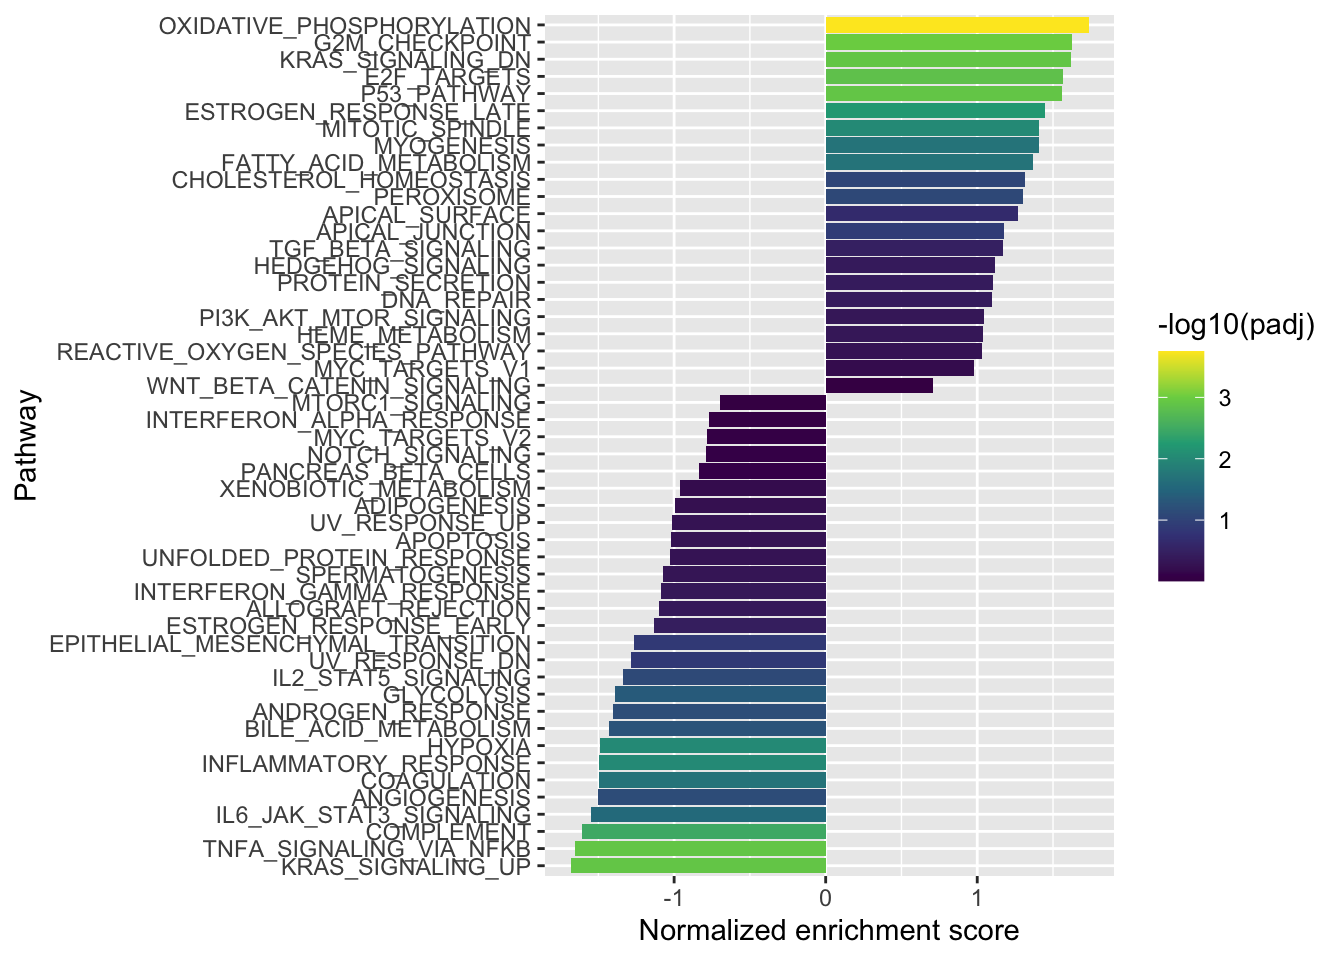 OXIDATIVE_PHOSPHORYLATION
G2M_CHECKPOINT
KRAS_SIGNALING_DN
E2F_TARGETS
P53_PATHWAY
ESTROGEN_RESPONSE_LATE
MITOTIC_SPINDLE
MYOGENESIS
FATTY_ACID_METABOLISM
CHOLESTEROL_HOMEOSTASIS
PEROXISOME
APICAL_SURFACE
APICAL_JUNCTION
TGF_BETA_SIGNALING
HEDGEHOG_SIGNALING
PROTEIN_SECRETION
DNA_REPAIR
PI3K_AKT_MTOR_SIGNALING
HEME_METABOLISM
REACTIVE_OXYGEN_SPECIES_PATHWAY
MYC_TARGETS_V1
WNT_BETA_CATENIN_SIGNALING
MTORC1_SIGNALING
INTERFERON_ALPHA_RESPONSE
MYC_TARGETS_V2
NOTCH_SIGNALING
PANCREAS_BETA_CELLS
XENOBIOTIC_METABOLISM
ADIPOGENESIS
UV_RESPONSE_UP
APOPTOSIS
UNFOLDED_PROTEIN_RESPONSE
SPERMATOGENESIS
INTERFERON_GAMMA_RESPONSE
ALLOGRAFT_REJECTION
ESTROGEN_RESPONSE_EARLY
EPITHELIAL_MESENCHYMAL_TRANSITION
UV_RESPONSE_DN
IL2_STAT5_SIGNALING
GLYCOLYSIS
ANDROGEN_RESPONSE
BILE_ACID_METABOLISM
HYPOXIA
INFLAMMATORY_RESPONSE
COAGULATION
ANGIOGENESIS
IL6_JAK_STAT3_SIGNALING
COMPLEMENT
TNFA_SIGNALING_VIA_NFKB
KRAS_SIGNALING_UP
Pathway
-1 0 1
Normalized enrichment score
-log10(padj)
3
2
1